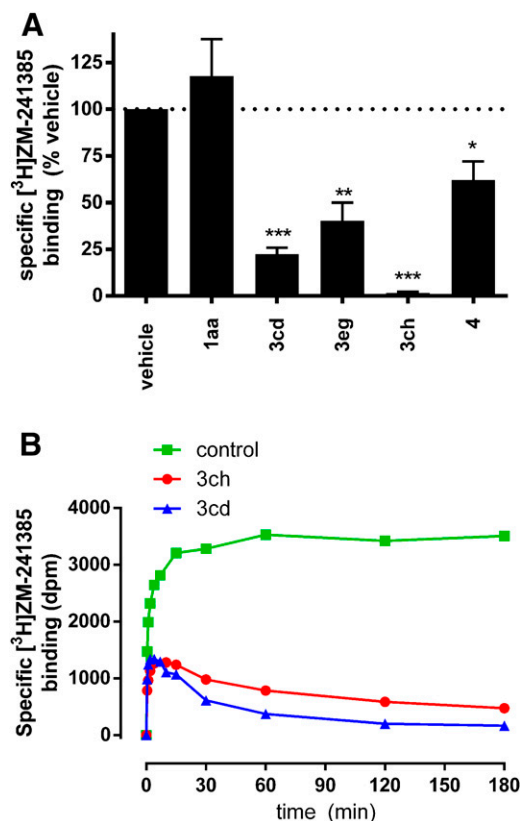 A
specific [³H]ZM-241385
binding (% vehicle)
125
100
75
50
25
0
***
**
***
*
vehicle
1aa
3cd
3eg
3ch
4
B
control
3ch
3cd
Specific [³H]ZM-241385
binding (dpm)
4000
3000
2000
1000
0
0 30 60 90 120 150 180
time (min)